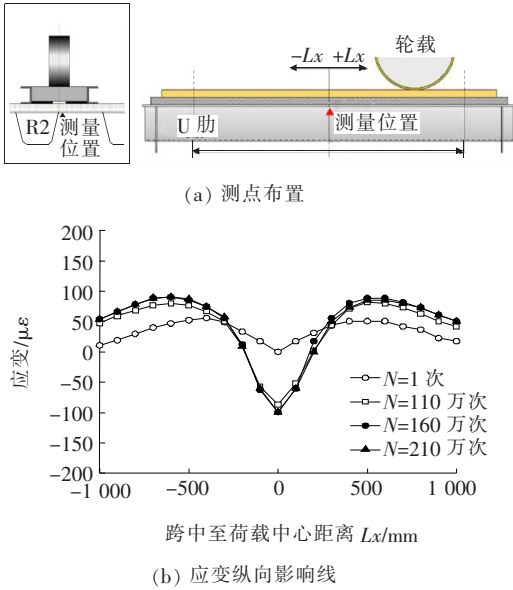 −Lx +Lx
轮载
R2
测量
位置
U 肋
测量位置
(a) 测点布置
200
150
100
50
0
−50
−100
−150
−200
应变/με
N=1 次
N=110 万次
N=160 万次
N=210 万次
−1 000
−500
0
500
1 000
跨中至荷载中心距离 Lx/mm
(b) 应变纵向影响线